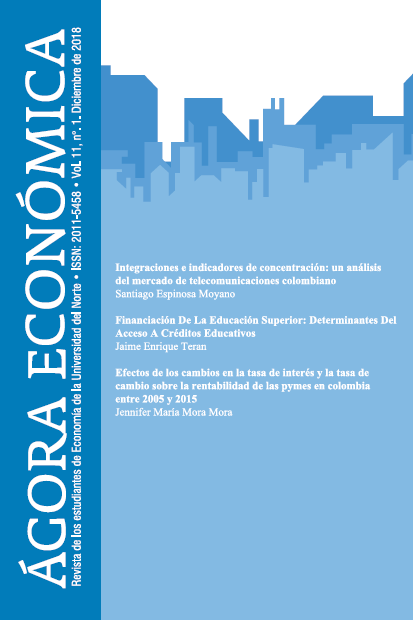 ÁGORA ECONÓMICA
Revista de los estudiantes de Economía de la Universidad del Norte • ISSN: 2011-5458 • Vol. 11, nº. 1. Diciembre de 2018
Integraciones e indicadores de concentración: un análisis
del mercado de telecomunicaciones colombiano
Santiago Espinosa Moyano
Financiación De La Educación Superior: Determinantes Del
Acceso A Créditos Educativos
Jaime Enrique Teran
Efectos de los cambios en la tasa de interés y la tasa de
cambio sobre la rentabilidad de las pymes en colombia
entre 2005 y 2015
Jennifer María Mora Mora